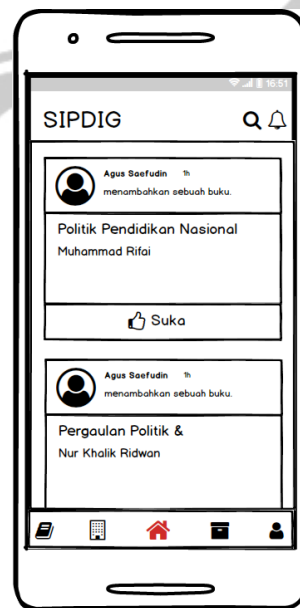 16:51
SIPDIG
Agus Saefudin 1h
menambahkan sebuah buku.
Politik Pendidikan Nasional
Muhammad Rifai
Suka
Agus Saefudin 1h
menambahkan sebuah buku.
Pergaulan Politik &
Nur Khalik Ridwan